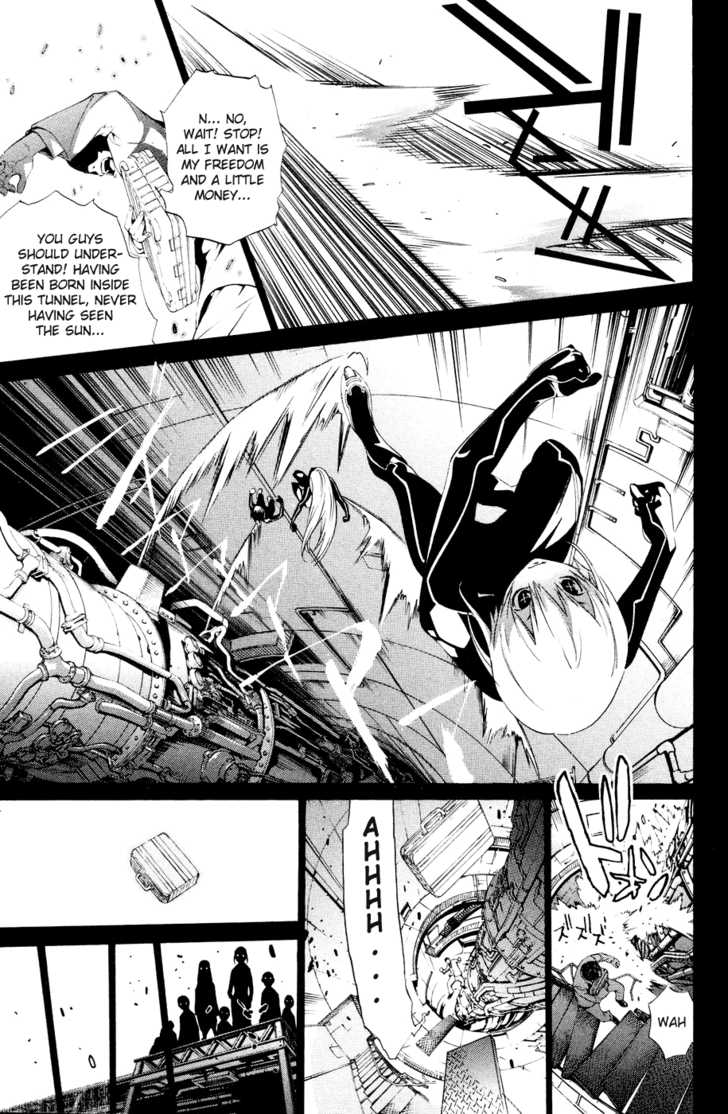 N... NO,
WAIT! STOP!
ALL I WANT IS
MY FREEDOM
AND A LITTLE
MONEY...
YOU GUYS
SHOULD UNDER-
STAND! HAVING
BEEN BORN INSIDE
THIS TUNNEL, NEVER
HAVING SEEN
THE SUN...
WAH
AHHHH...